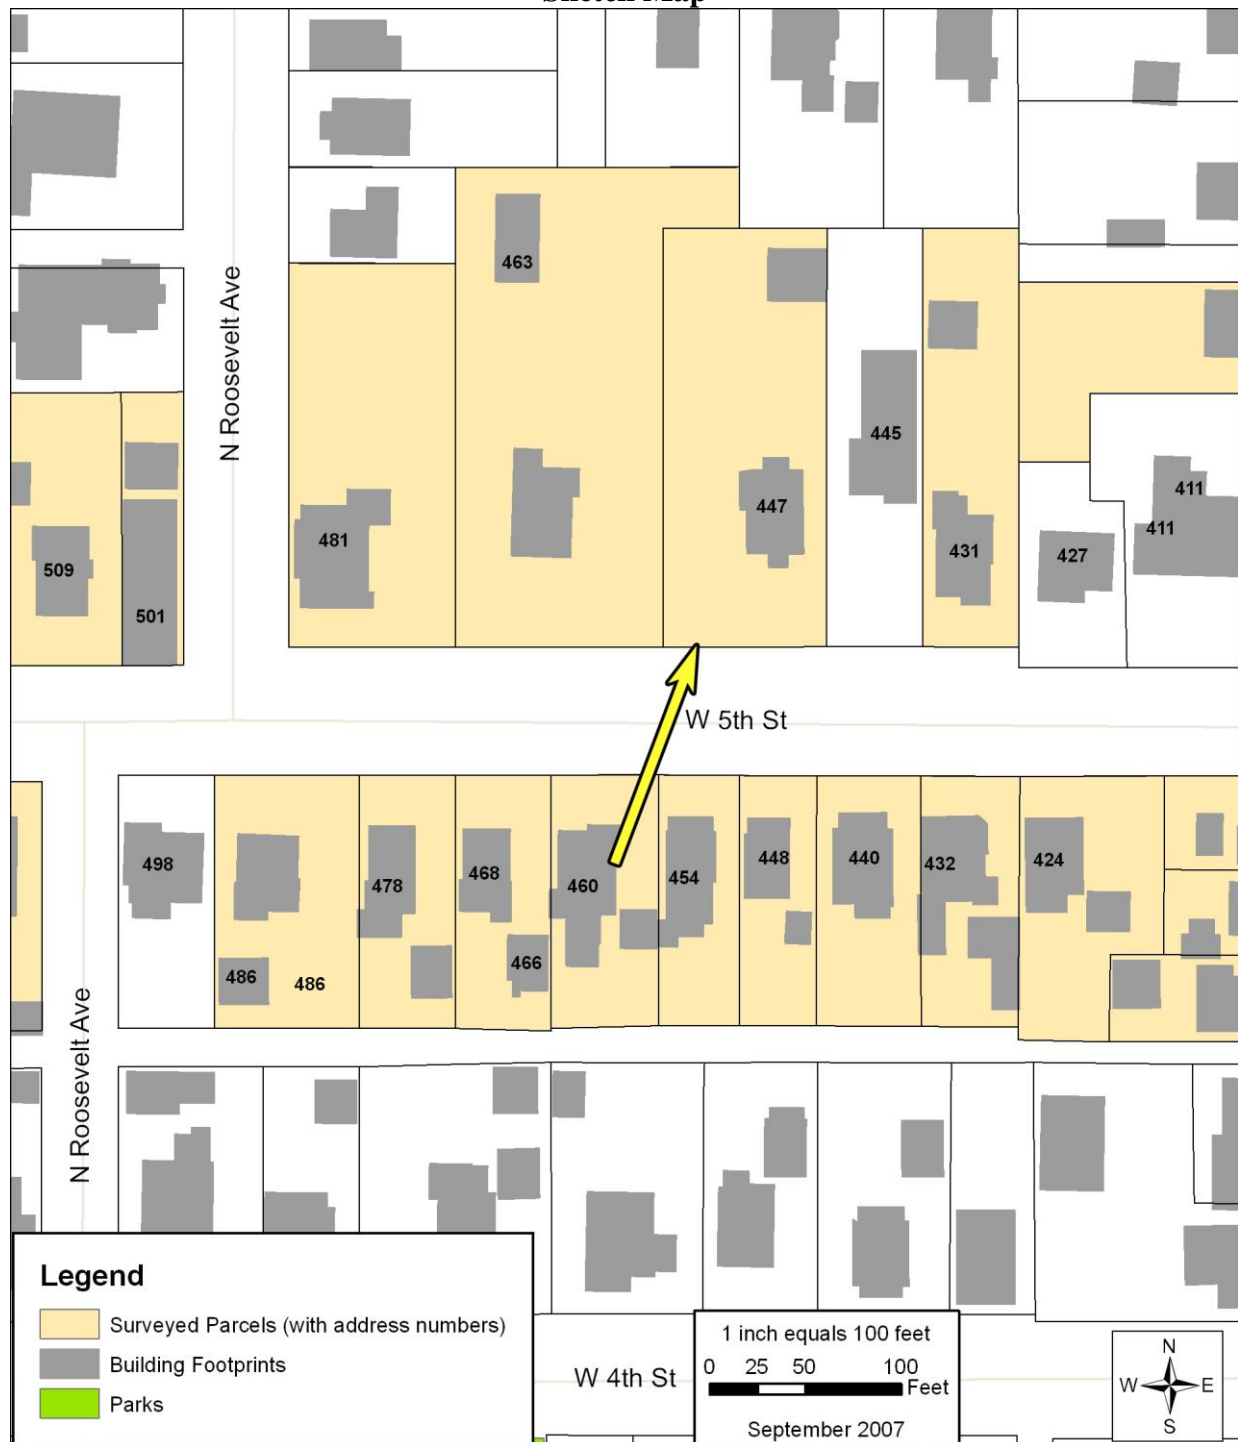 Sketch Map
N Roosevelt Ave
463
445
447
411
411
481
431
427
509
501
W 5th St
498
478
468
460
454
448
440
432
424
466
486
486
N Roosevelt Ave
Legend
Surveyed Parcels (with address numbers)
Building Footprints
Parks
W 4th St
1 inch equals 100 feet
0 25 50 100
Feet
September 2007
N
W E
S